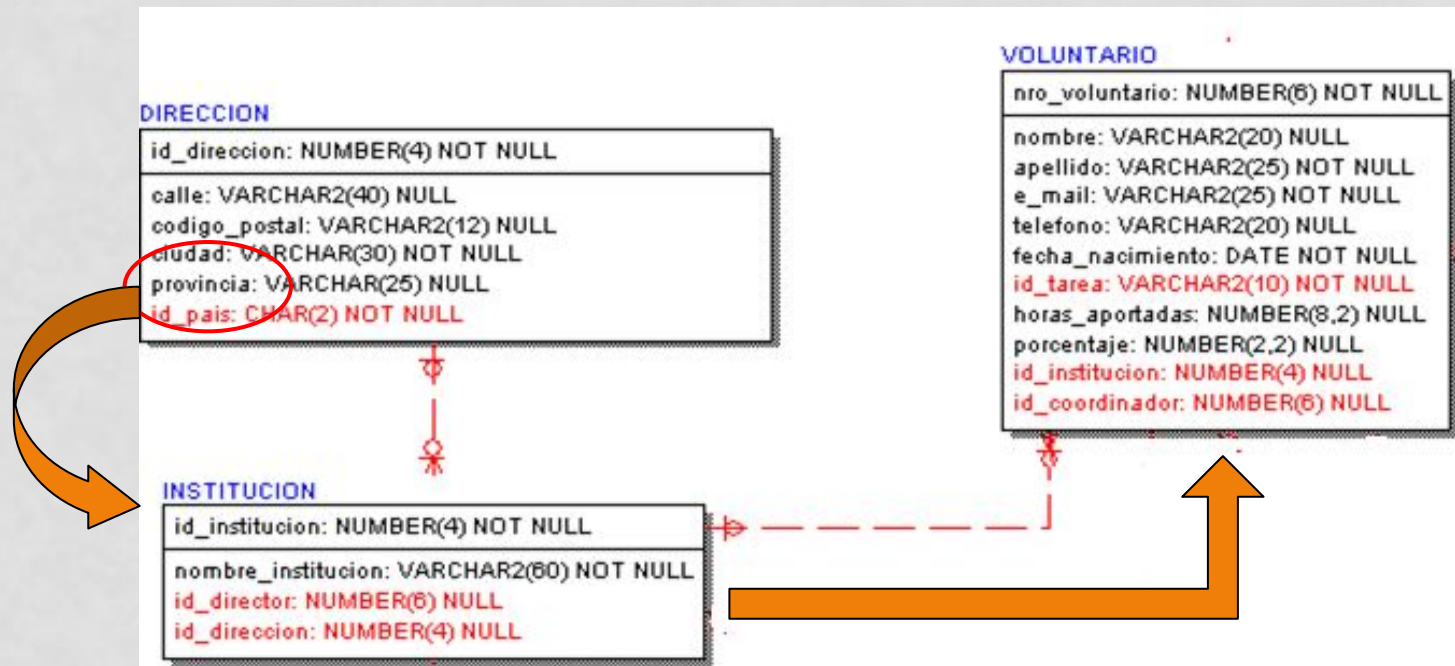 DIRECCION
id_direccion: NUMBER(4) NOT NULL
calle: VARCHAR2(40) NULL
codigo_postal: VARCHAR2(12) NULL
ciudad: VARCHAR(30) NOT NULL
provincia: VARCHAR(25) NULL
id_pais: CHAR(2) NOT NULL
VOLUNTARIO
nro_voluntario: NUMBER(6) NOT NULL
nombre: VARCHAR2(20) NULL
apellido: VARCHAR2(25) NOT NULL
e_mail: VARCHAR2(25) NOT NULL
telefono: VARCHAR2(20) NULL
fecha_nacimiento: DATE NOT NULL
id_tarea: VARCHAR2(10) NOT NULL
horas_aportadas: NUMBER(8,2) NULL
porcentaje: NUMBER(2,2) NULL
id_institucion: NUMBER(4) NULL
id_coordinador: NUMBER(6) NULL
INSTITUCION
id_institucion: NUMBER(4) NOT NULL
nombre_institucion: VARCHAR2(60) NOT NULL
id_director: NUMBER(6) NULL
id_direccion: NUMBER(4) NULL